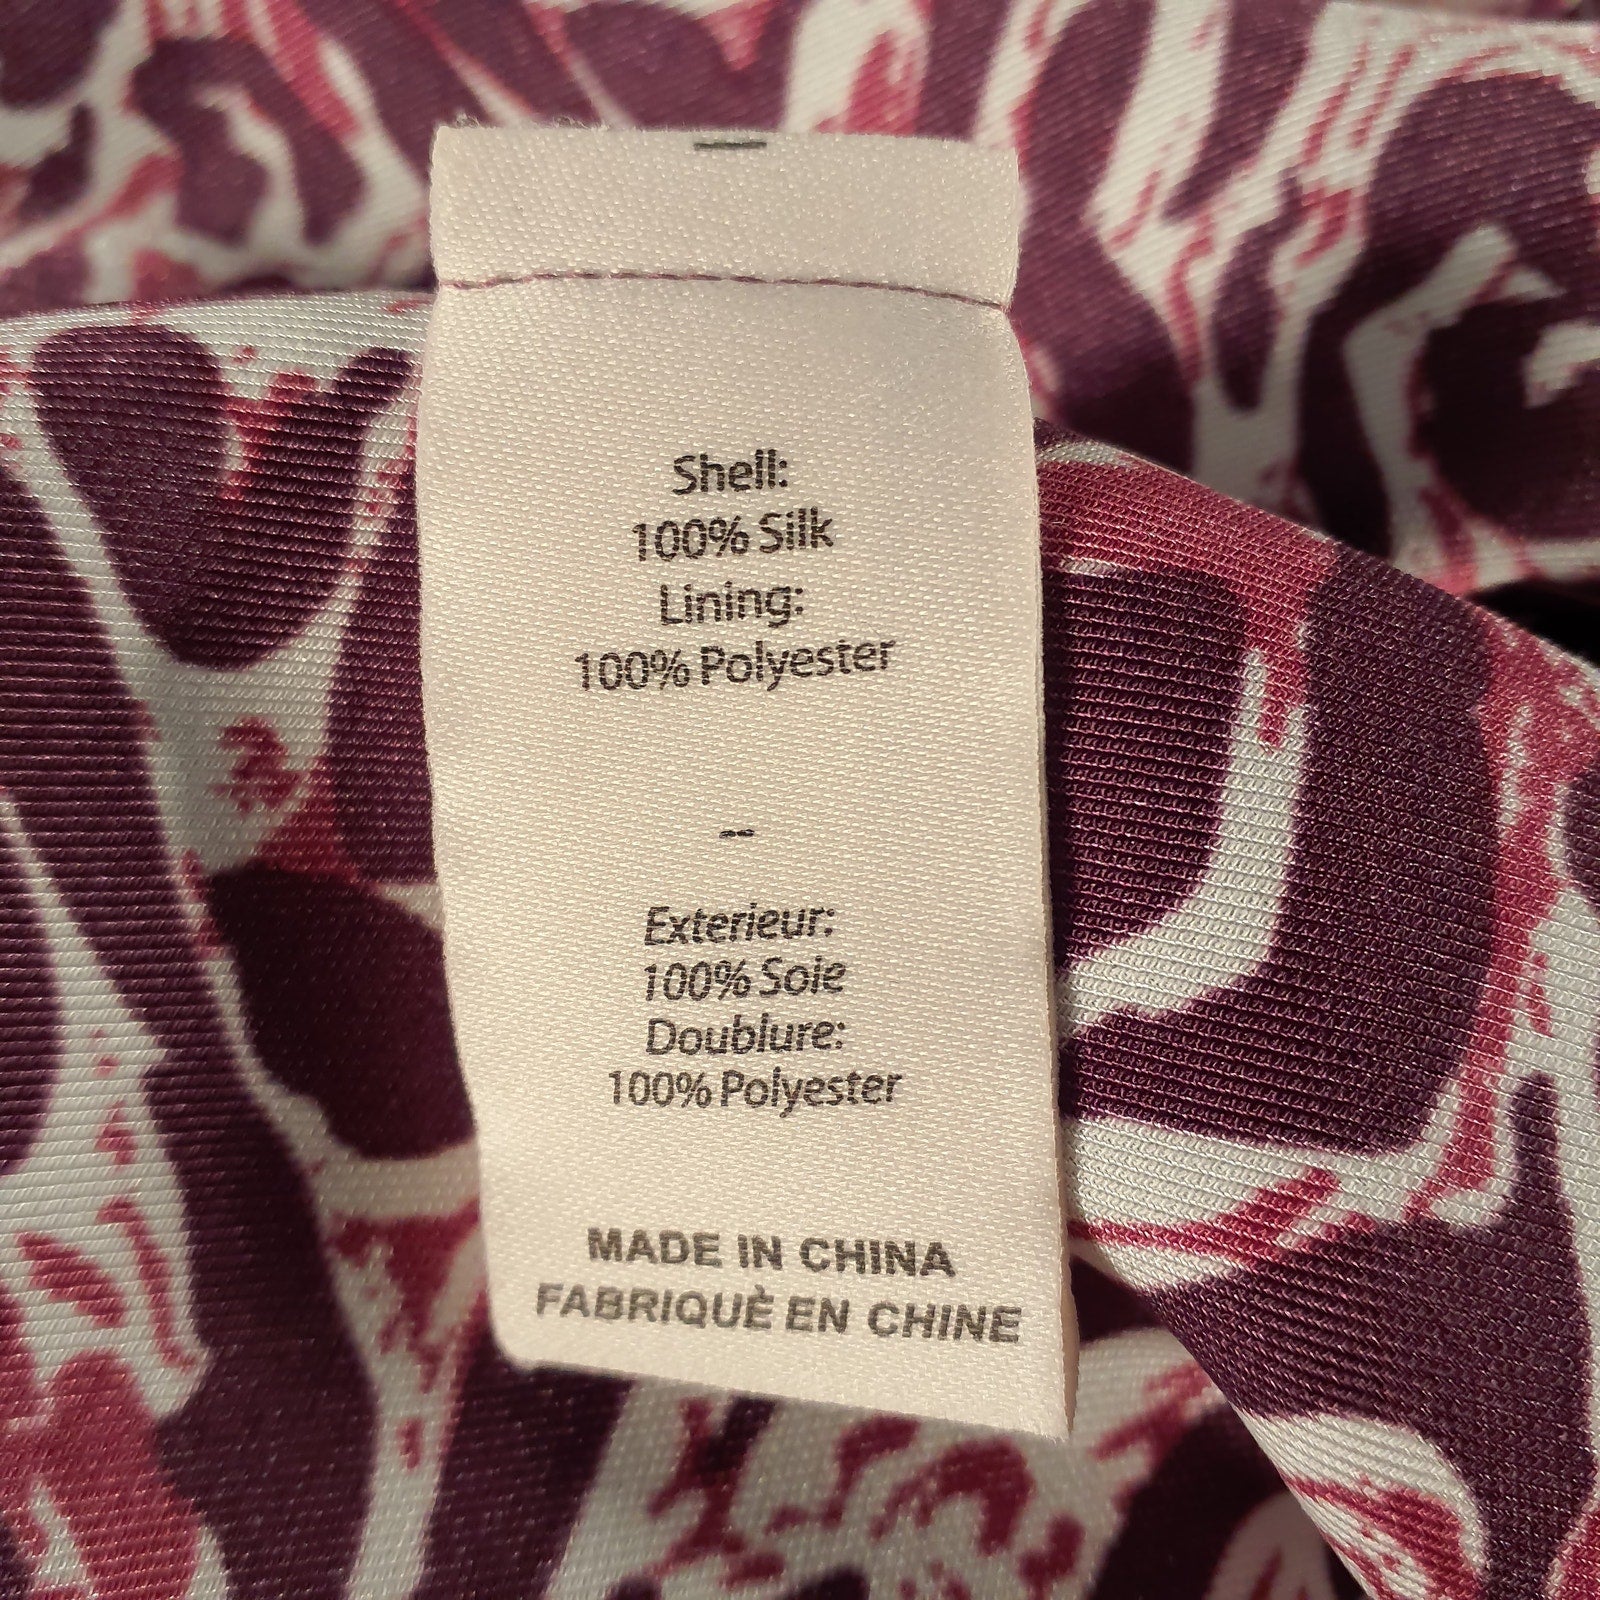 Shell:
100% Silk
Lining:
100% Polyester
--
Exterieur:
100% Soie
Doublure:
100% Polyester
MADE IN CHINA
FABRIQUÈ EN CHINE